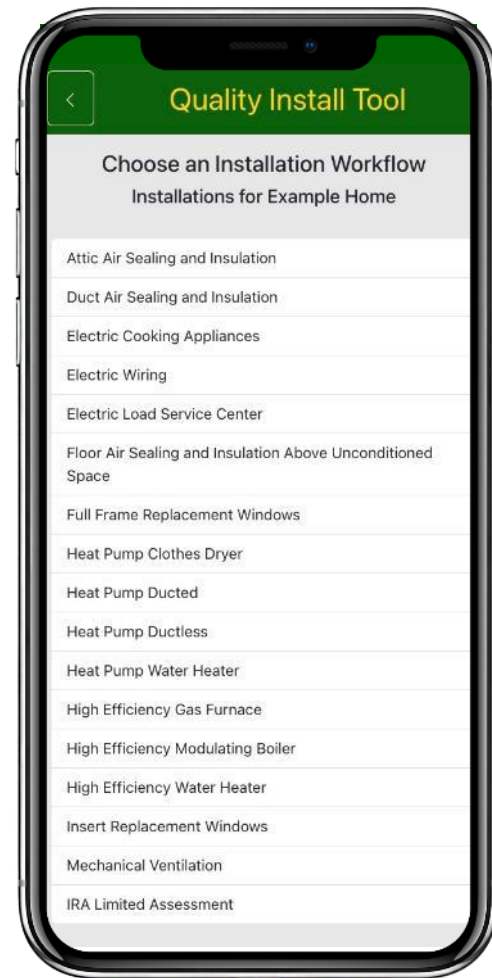 Quality Install Tool
Choose an Installation Workflow
Installations for Example Home
Attic Air Sealing and Insulation
Duct Air Sealing and Insulation
Electric Cooking Appliances
Electric Wiring
Electric Load Service Center
Floor Air Sealing and Insulation Above Unconditioned
Space
Full Frame Replacement Windows
Heat Pump Clothes Dryer
Heat Pump Ducted
Heat Pump Ductless
Heat Pump Water Heater
High Efficiency Gas Furnace
High Efficiency Modulating Boiler
High Efficiency Water Heater
Insert Replacement Windows
Mechanical Ventilation
IRA Limited Assessment